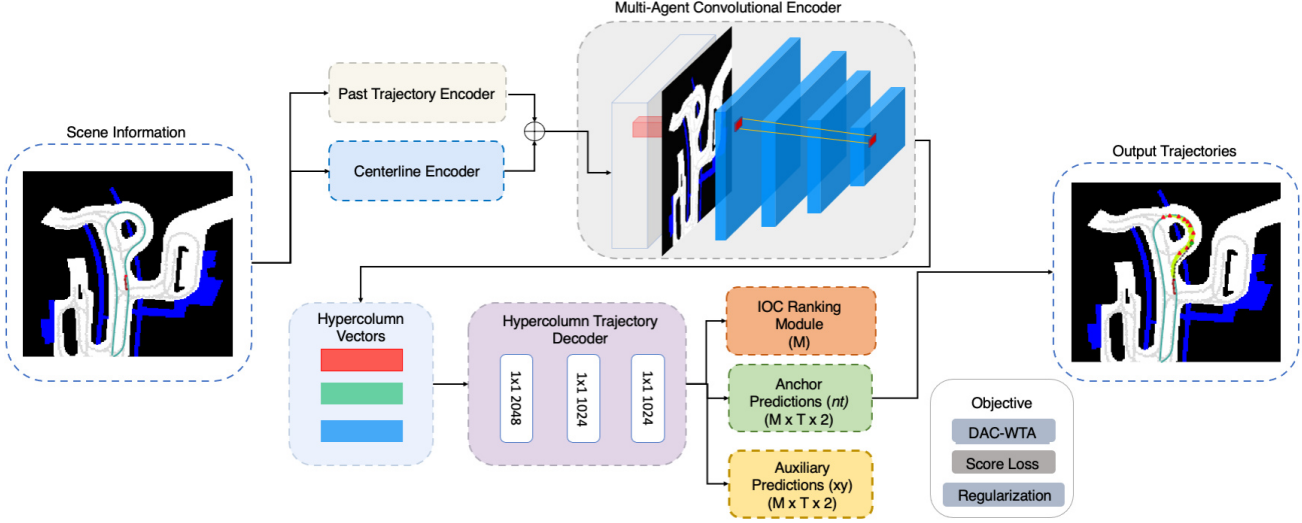 Multi-Agent Convolutional Encoder
Scene Information
Past Trajectory Encoder
Centerline Encoder
Output Trajectories
Hypercolumn
Vectors
Hypercolumn Trajectory
Decoder
1x1 2048
1x1 1024
1x1 1024
IOC Ranking
Module
(M)
Anchor
Predictions (nt)
(M x T x 2)
Auxiliary
Predictions (xy)
(M x T x 2)
Objective
DAC-WTA
Score Loss
Regularization